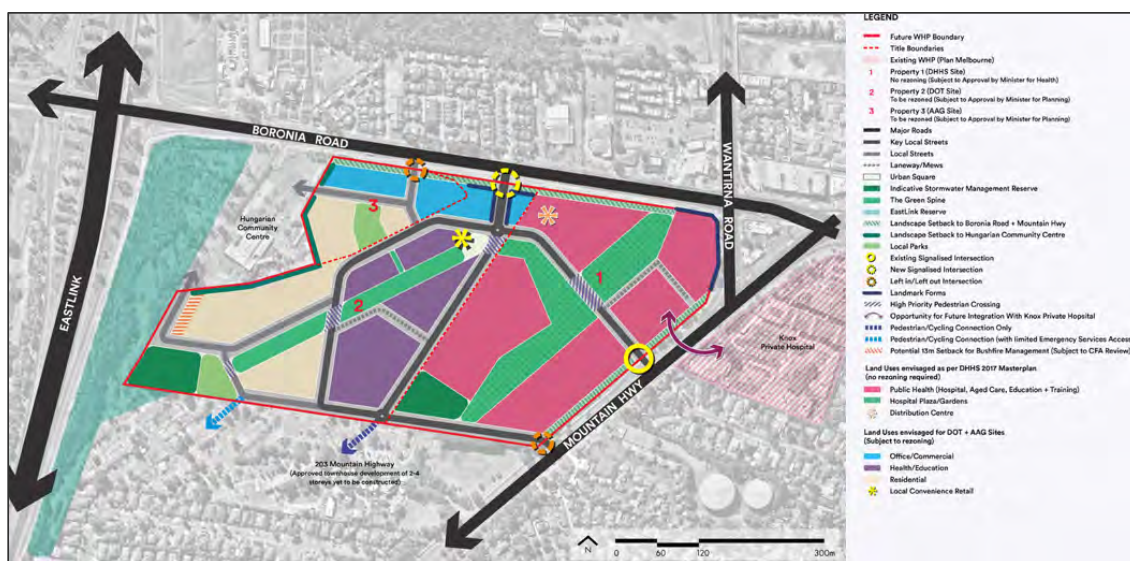 BORONIA ROAD
WANTIRNA ROAD
EASTLINK
MOUNTAIN HWY
Hungarian
Community
Centre
Knox
Private Hospital
1
2
3
203 Mountain Highway
(Approved townhouse development of 2-4
storeys yet to be constructed)
N
0 60 120 300m
LEGEND
Future WHP Boundary
Title Boundaries
Existing WHP (Plan Melbourne)
1 Property 1 (DHHS Site)
No rezoning (Subject to Approval by Minister for Health)
2 Property 2 (DOT Site)
To be rezoned (Subject to Approval by Minister for Planning)
3 Property 3 (AAG Site)
To be rezoned (Subject to Approval by Minister for Planning)
Major Roads
Key Local Streets
Local Streets
Laneway/Mews
Urban Square
Indicative Stormwater Management Reserve
The Green Spine
EastLink Reserve
Landscape Setback to Boronia Road + Mountain Hwy
Landscape Setback to Hungarian Community Centre
Local Parks
Existing Signalised Intersection
New Signalised Intersection
Left in/Left out Intersection
Landmark Forms
High Priority Pedestrian Crossing
Opportunity for Future Integration With Knox Private Hopsital
Pedestrian/Cycling Connection Only
Pedestrian/Cycling Connection (with limited Emergency Services Access)
Potential 13m Setback for Bushfire Management (Subject to CFA Review)
Land Uses envisaged as per DHHS 2017 Masterplan
(no rezoning required)
Public Health (Hospital, Aged Care, Education + Training)
Hospital Plaza/Gardens
Distribution Centre
Land Uses envisaged for DOT + AAG Sites
(Subject to rezoning)
Office/Commercial
Health/Education
Residential
Local Convenience Retail